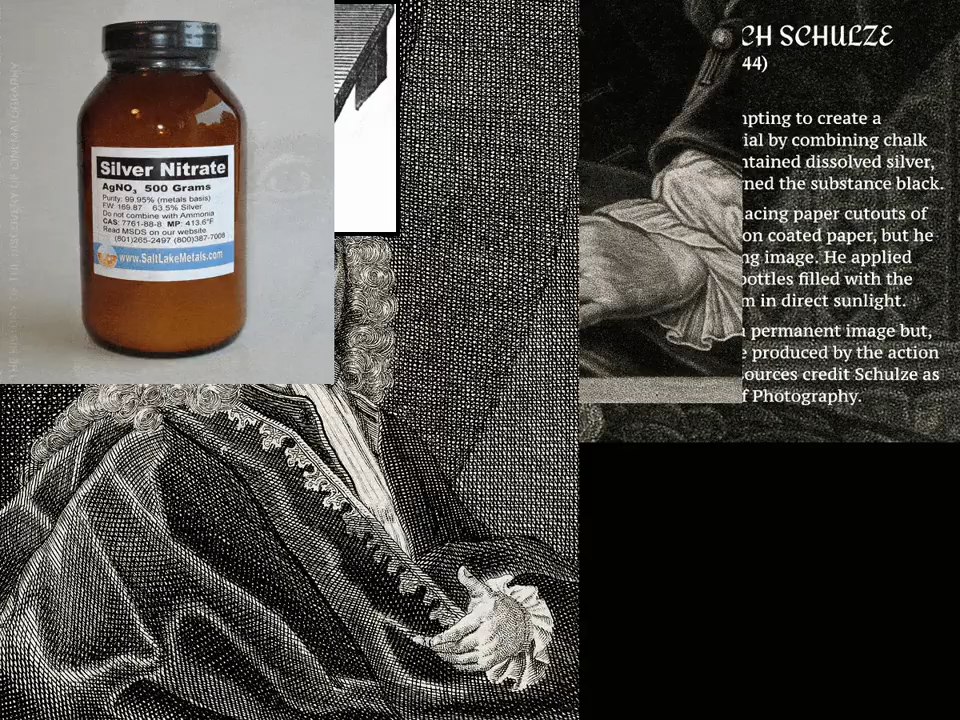 Silver Nitrate
AgNO3 500 Grams
Purity: 99.95% (metals basis)
FW: 169.87 63.5% Silver
Do not combine with Ammonia
CAS: 7761-88-8 MP: 413.6°F
Read MSDS on our website
(801)265-2497 (800)387-7008
www.SaltLakeMetals.com
CH SCHULZE
44)
npting to create a
ial by combining chalk
ntained dissolved silver,
ned the substance black.
lacing paper cutouts of
on coated paper, but he
ng image. He applied
bottles filled with the
m in direct sunlight.
permanent image but,
e produced by the action
ources credit Schulze as
f Photography.